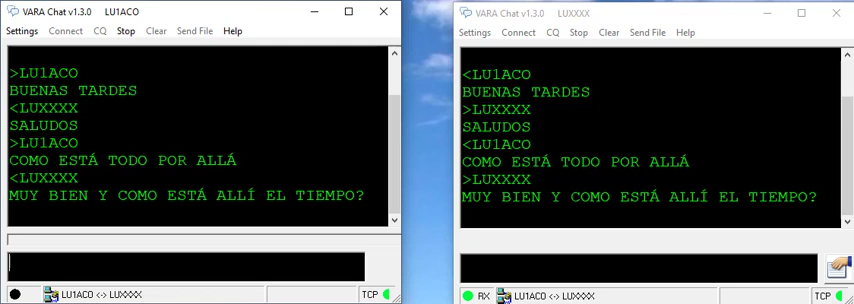 VARA Chat v1.3.0 LU1ACO
Settings Connect CQ Stop Clear Send File Help
>LU1ACO
BUENAS TARDES
<LUXXXX
SALUDOS
>LU1ACO
COMO ESTÁ TODO POR ALLÁ
<LUXXXX
MUY BIEN Y COMO ESTÁ ALLÍ EL TIEMPO?
LU1ACO <-> LUXXXX TCP
VARA Chat v1.3.0 LUXXXX
Settings Connect CQ Stop Clear Send File Help
<LU1ACO
BUENAS TARDES
>LUXXXX
SALUDOS
<LU1ACO
COMO ESTÁ TODO POR ALLÁ
>LUXXXX
MUY BIEN Y COMO ESTÁ ALLÍ EL TIEMPO?
RX LU1ACO <-> LUXXXX TCP